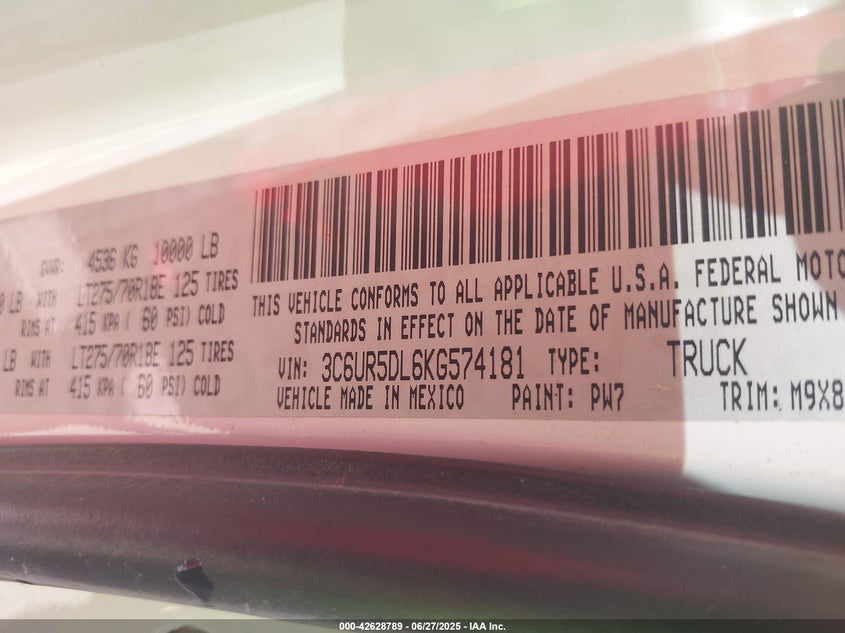 GVWR: 4536 KG 10000 LB
0 LB WITH LT275/70R18E 125 TIRES
RIMS AT 415 KPA ( 60 PSI) COLD
LB WITH LT275/70R18E 125 TIRES
RIMS AT 415 KPA ( 60 PSI) COLD
THIS VEHICLE CONFORMS TO ALL APPLICABLE U.S.A. FEDERAL MOTO
STANDARDS IN EFFECT ON THE DATE OF MANUFACTURE SHOWN
VIN: 3C6UR5DL6KG574181 TYPE: TRUCK
VEHICLE MADE IN MEXICO PAINT: PW7 TRIM: M9X8
000-42628789 - 06/27/2025 - IAA Inc.